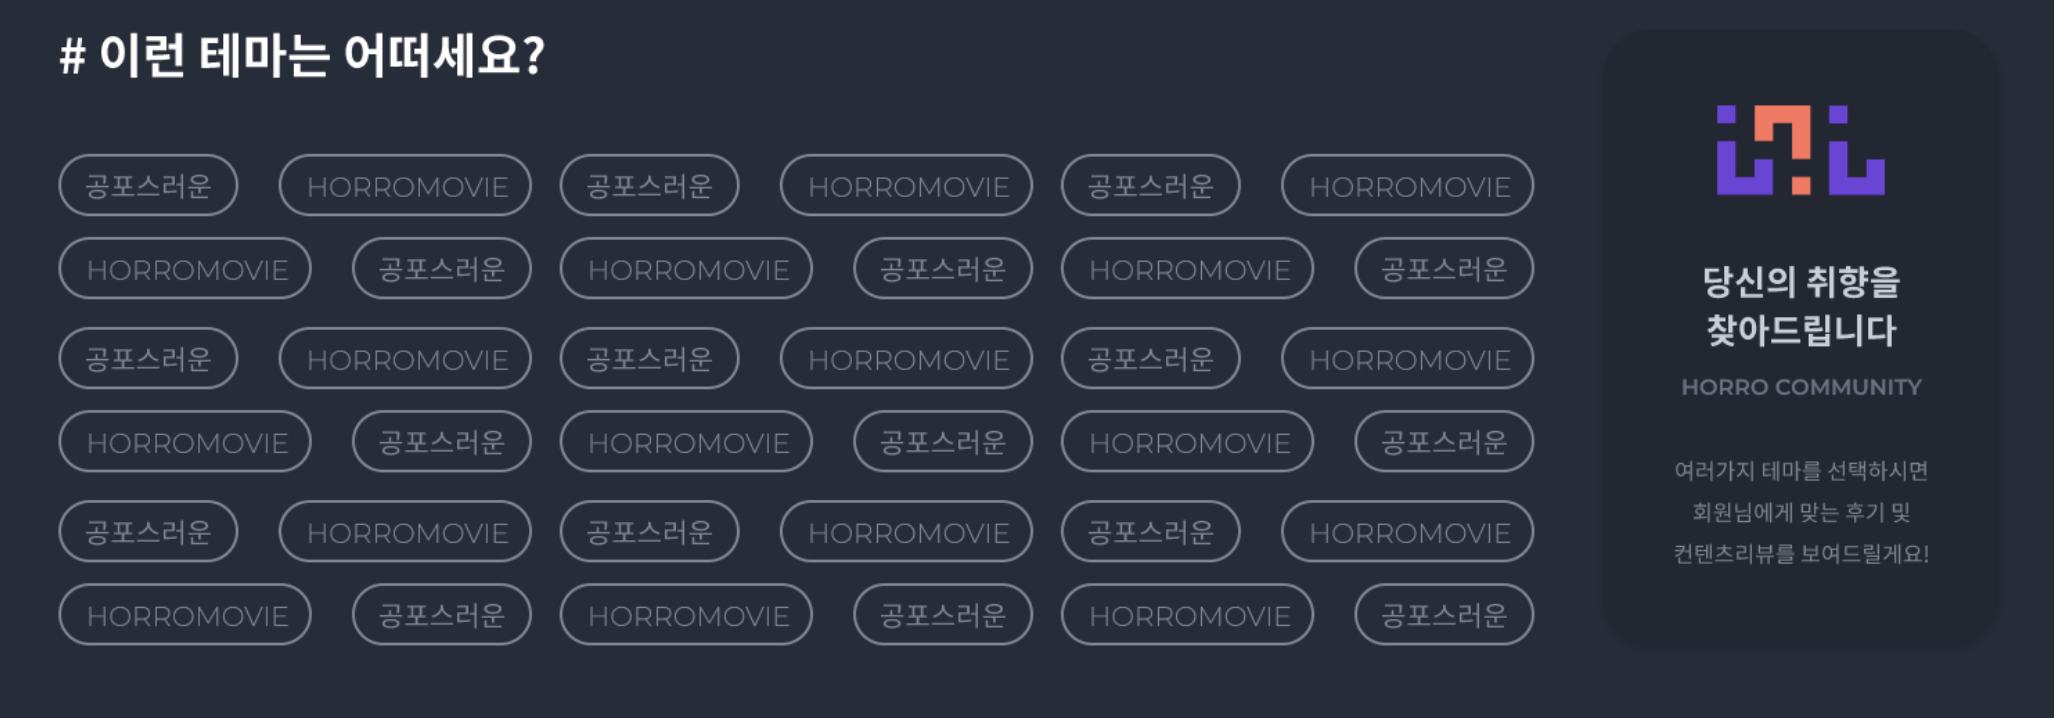 # 이런 테마는 어떠세요?
공포스러운 HORROMOVIE 공포스러운 HORROMOVIE 공포스러운 HORROMOVIE
HORROMOVIE 공포스러운 HORROMOVIE 공포스러운 HORROMOVIE 공포스러운
공포스러운 HORROMOVIE 공포스러운 HORROMOVIE 공포스러운 HORROMOVIE
HORROMOVIE 공포스러운 HORROMOVIE 공포스러운 HORROMOVIE 공포스러운
공포스러운 HORROMOVIE 공포스러운 HORROMOVIE 공포스러운 HORROMOVIE
HORROMOVIE 공포스러운 HORROMOVIE 공포스러운 HORROMOVIE 공포스러운
당신의 취향을
찾아드립니다
HORRO COMMUNITY
여러가지 테마를 선택하시면
회원님에게 맞는 후기 및
컨텐츠리뷰를 보여드릴게요!